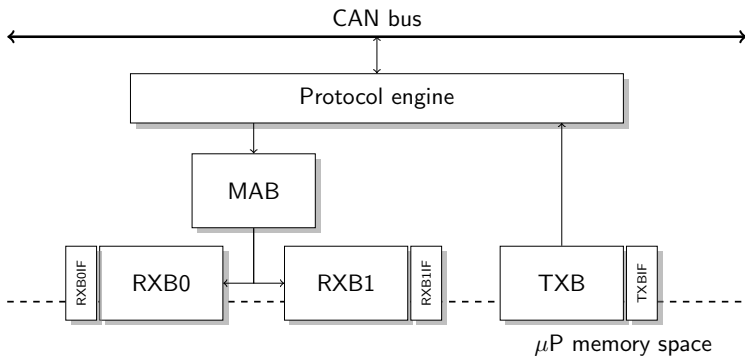 CAN bus
Protocol engine
MAB
RXB0IF
RXB0
RXB1
RXB1IF
TXB
TXBIF
μP memory space